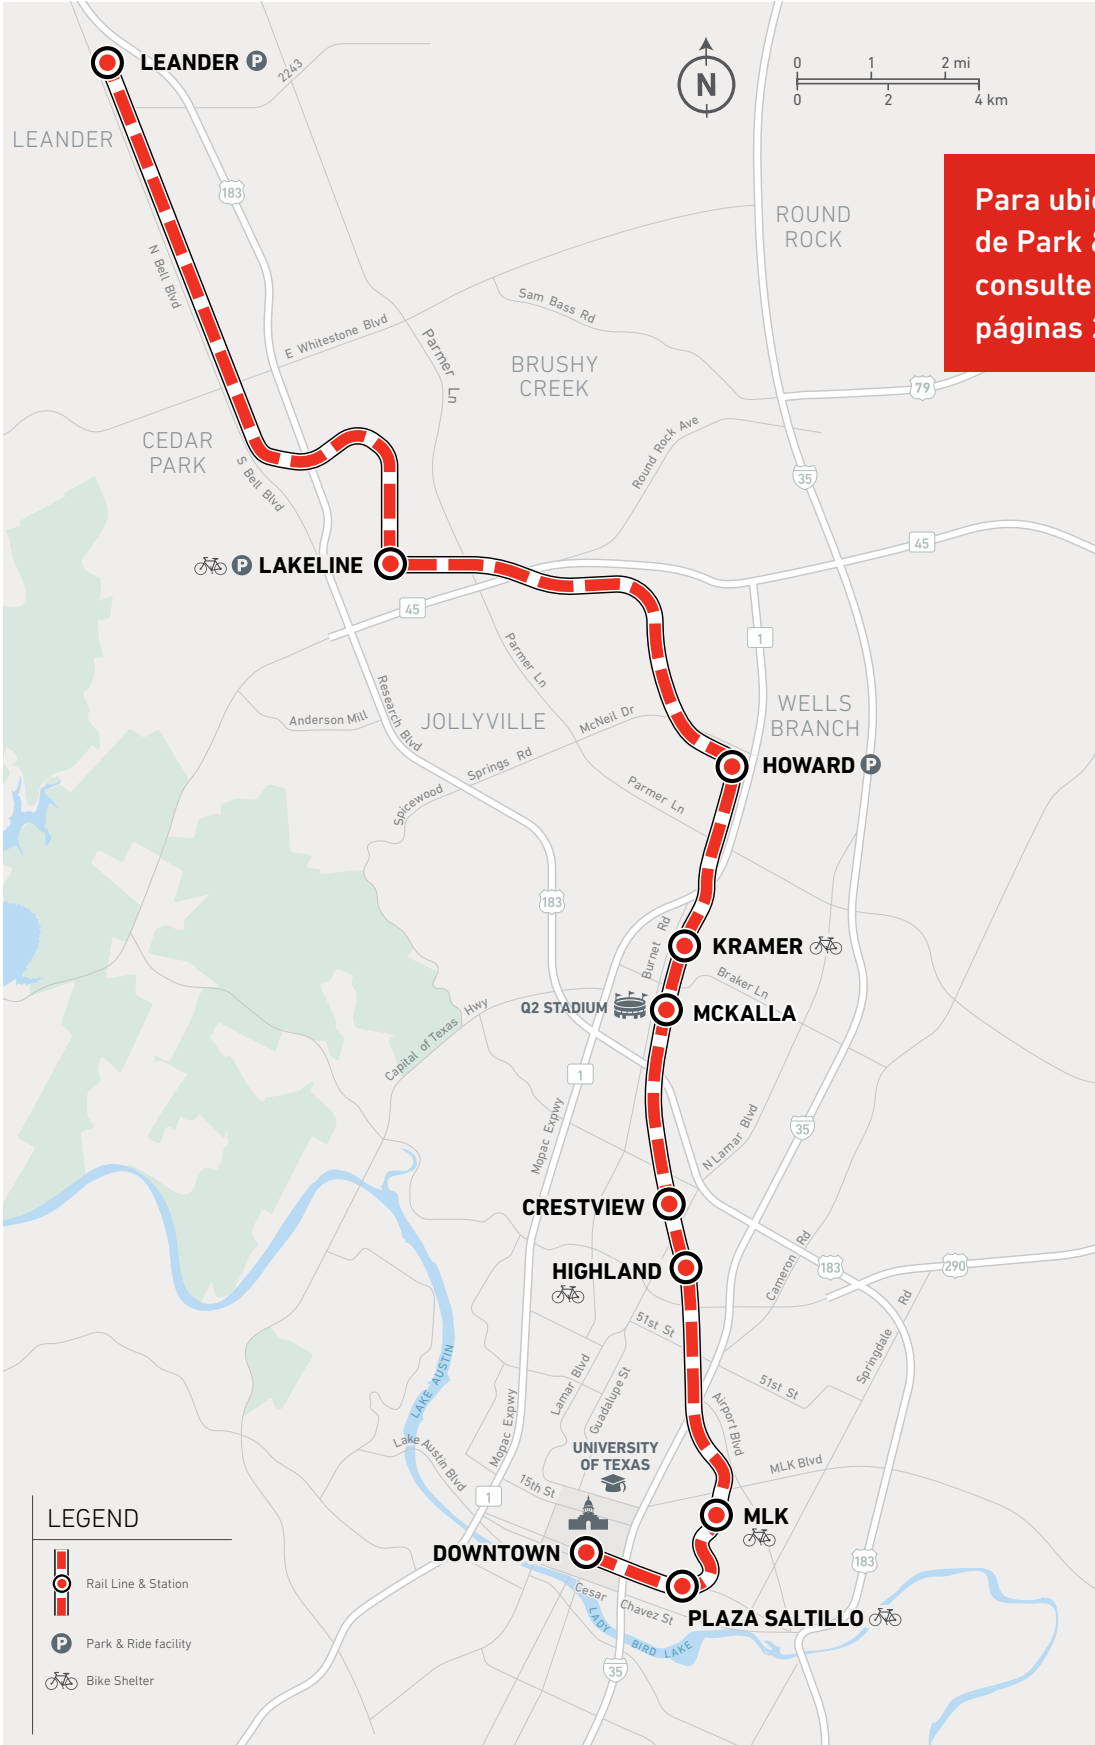 LEANDER P
2243
N
0 1 2 mi
0 2 4 km
LEANDER
183
ROUND
ROCK
Para ubi
de Park
consulte
páginas
N Bell Blvd
Sam Bass Rd
E Whitestone Blvd
Parmer Ln
BRUSHY
CREEK
79
CEDAR
PARK
Round Rock Ave
S Bell Blvd
35
45
P LAKELINE
45
1
Parmer Ln
Research Blvd
Anderson Mill
JOLLYVILLE
McNeil Dr
WELLS
BRANCH
Springs Rd
Spicewood
HOWARD P
Parmer Ln
183
Burnet Rd
KRAMER
Braker Ln
Q2 STADIUM
MCKALLA
Capital of Texas Hwy
1
Mopac Expwy
N Lamar Blvd
35
CRESTVIEW
HIGHLAND
Cameron Rd
183
290
51st St
Springdale Rd
LAKE AUSTIN
Lamar Blvd
Guadalupe St
51st St
Airport Blvd
Mopac Expwy
Lake Austin Blvd
UNIVERSITY
OF TEXAS
MLK Blvd
15th St
1
MLK
DOWNTOWN
183
Cesar Chavez St
PLAZA SALTILLO
LADY BIRD LAKE
35
LEGEND
Rail Line & Station
P Park & Ride facility
Bike Shelter